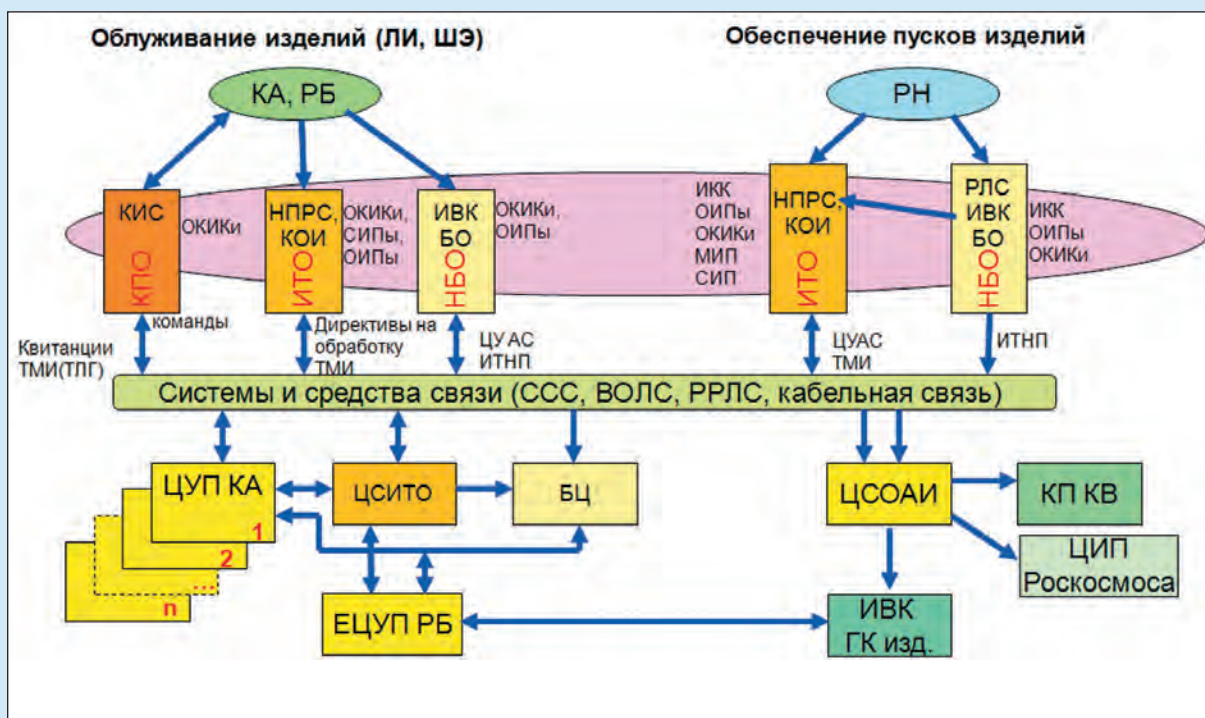 Облуживание изделий (ЛИ, ШЭ)
Обеспечение пусков изделий
КА, РБ
РН
КИС
КПО
ОКИКи
НПРС,
КОИ
ИТО
ОКИКи,
СИПы,
ОИПы
ИВК
БО
НБО
ОКИКи,
ОИПы
ИКК
ОИПы
ОКИКи
МИП
СИП
НПРС,
КОИ
ИТО
РЛС
ИВК
БО
НБО
ИКК
ОИПы
ОКИКи
Квитанции
ТМИ(ТЛГ)
команды
Директивы на
обработку
ТМИ
ЦУ АС
ИТНП
ЦУАС
ТМИ
ИТНП
Системы и средства связи (ССС, ВОЛС, РРЛС, кабельная связь)
ЦУП КА
1
2
...
n
ЦСИТО
БЦ
ЦСОАИ
КП КВ
ЦИП
Роскосмоса
ЕЦУП РБ
ИВК
ГК изд.